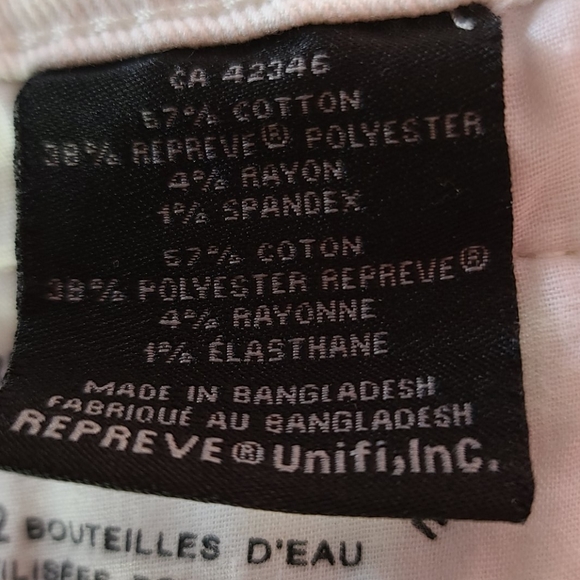 CA 42346
57% COTTON
38% REPREVE® POLYESTER
4% RAYON
1% SPANDEX
57% COTON
38% POLYESTER REPREVE®
4% RAYONNE
1% ÉLASTHANE
MADE IN BANGLADESH
FABRIQUÉ AU BANGLADESH
REPREVE® Unifi,Inc.
2 BOUTEILLES D'EAU